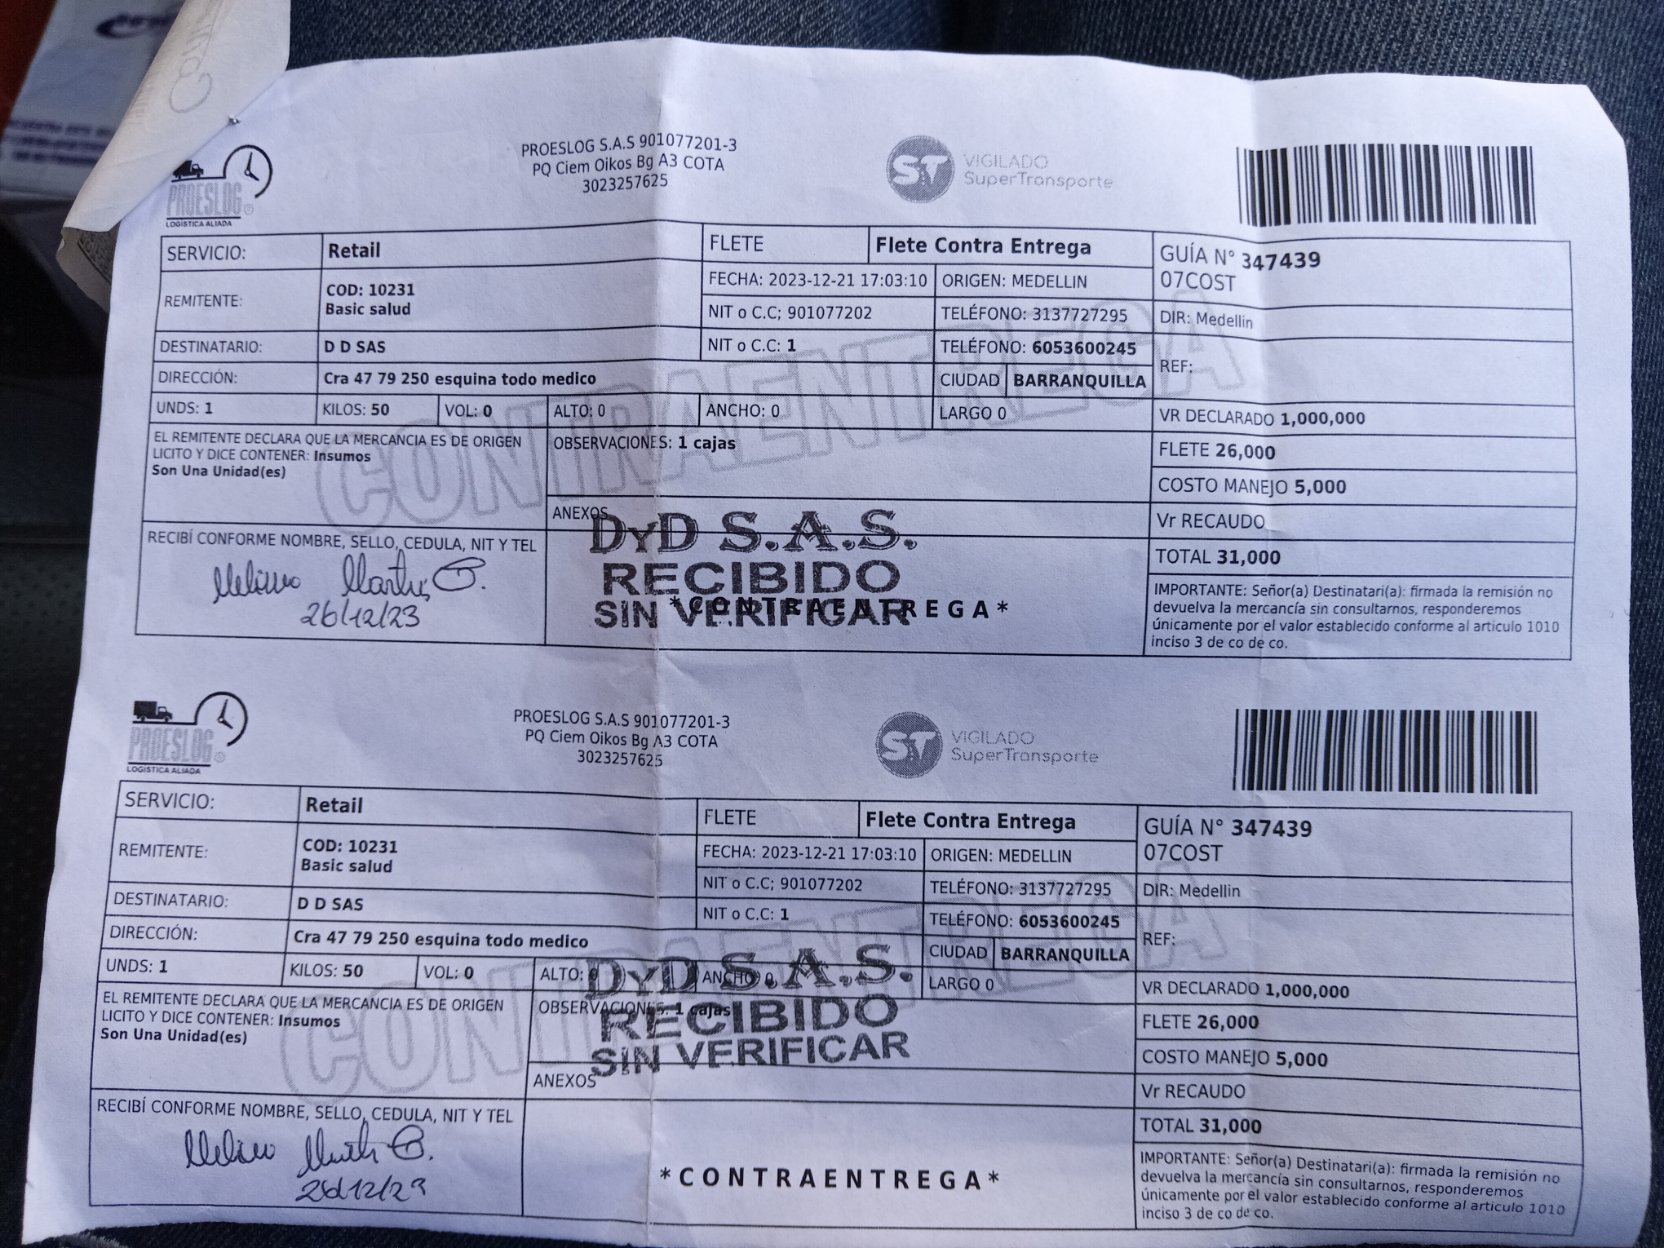 PROESLOG
LOGÍSTICA ALIADA
PROESLOG S.A.S 901077201-3
PQ Ciem Oikos Bg A3 COTA
3023257625
ST VIGILADO
SuperTransporte
SERVICIO: Retail FLETE Flete Contra Entrega GUÍA N° 347439
07COST
REMITENTE: COD: 10231 FECHA: 2023-12-21 17:03:10 ORIGEN: MEDELLIN
Basic salud NIT o C.C; 901077202 TELÉFONO: 3137727295 DIR: Medellin
DESTINATARIO: D D SAS NIT o C.C: 1 TELÉFONO: 6053600245 REF:
DIRECCIÓN: Cra 47 79 250 esquina todo medico CIUDAD BARRANQUILLA
UNDS: 1 KILOS: 50 VOL: 0 ALTO: 0 ANCHO: 0 LARGO 0 VR DECLARADO 1,000,000
EL REMITENTE DECLARA QUE LA MERCANCIA ES DE ORIGEN
LICITO Y DICE CONTENER: Insumos
Son Una Unidad(es)
OBSERVACIONES: 1 cajas
CONTRAENTREGA
FLETE 26,000
COSTO MANEJO 5,000
ANEXOS
Vr RECAUDO
TOTAL 31,000
RECIBÍ CONFORME NOMBRE, SELLO, CEDULA, NIT Y TEL
26/12/23
DyD S.A.S.
RECIBIDO
SIN VERIFICAR
*CONTRAENTREGA*
IMPORTANTE: Señor(a) Destinatari(a): firmada la remisión no
devuelva la mercancía sin consultarnos, responderemos
únicamente por el valor establecido conforme al articulo 1010
inciso 3 de co de co.
PROESLOG
LOGÍSTICA ALIADA
PROESLOG S.A.S 901077201-3
PQ Ciem Oikos Bg A3 COTA
3023257625
ST VIGILADO
SuperTransporte
SERVICIO: Retail FLETE Flete Contra Entrega GUÍA N° 347439
07COST
REMITENTE: COD: 10231 FECHA: 2023-12-21 17:03:10 ORIGEN: MEDELLIN
Basic salud NIT o C.C; 901077202 TELÉFONO: 3137727295 DIR: Medellin
DESTINATARIO: D D SAS NIT o C.C: 1 TELÉFONO: 6053600245 REF:
DIRECCIÓN: Cra 47 79 250 esquina todo medico CIUDAD BARRANQUILLA
UNDS: 1 KILOS: 50 VOL: 0 ALTO: 0 ANCHO: 0 LARGO 0 VR DECLARADO 1,000,000
EL REMITENTE DECLARA QUE LA MERCANCIA ES DE ORIGEN
LICITO Y DICE CONTENER: Insumos
Son Una Unidad(es)
OBSERVACIONES: 1 cajas
CONTRAENTREGA
DyD S.A.S.
RECIBIDO
SIN VERIFICAR
FLETE 26,000
COSTO MANEJO 5,000
ANEXOS
Vr RECAUDO
TOTAL 31,000
RECIBÍ CONFORME NOMBRE, SELLO, CEDULA, NIT Y TEL
*CONTRAENTREGA*
IMPORTANTE: Señor(a) Destinatari(a): firmada la remisión no
devuelva la mercancía sin consultarnos, responderemos
únicamente por el valor establecido conforme al articulo 1010
inciso 3 de co de co.